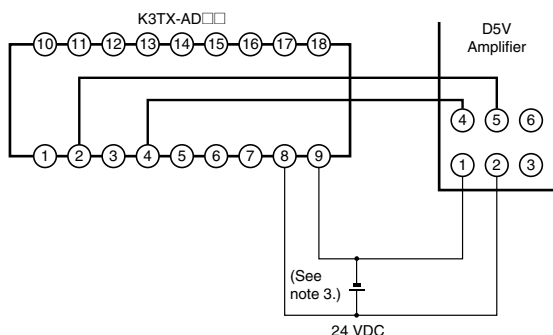 K3TX-AD□□
D5V
Amplifier
10 11 12 13 14 15 16 17 18
4 5 6
1 2 3 4 5 6 7 8 9
1 2 3
(See
note 3.)
24 VDC